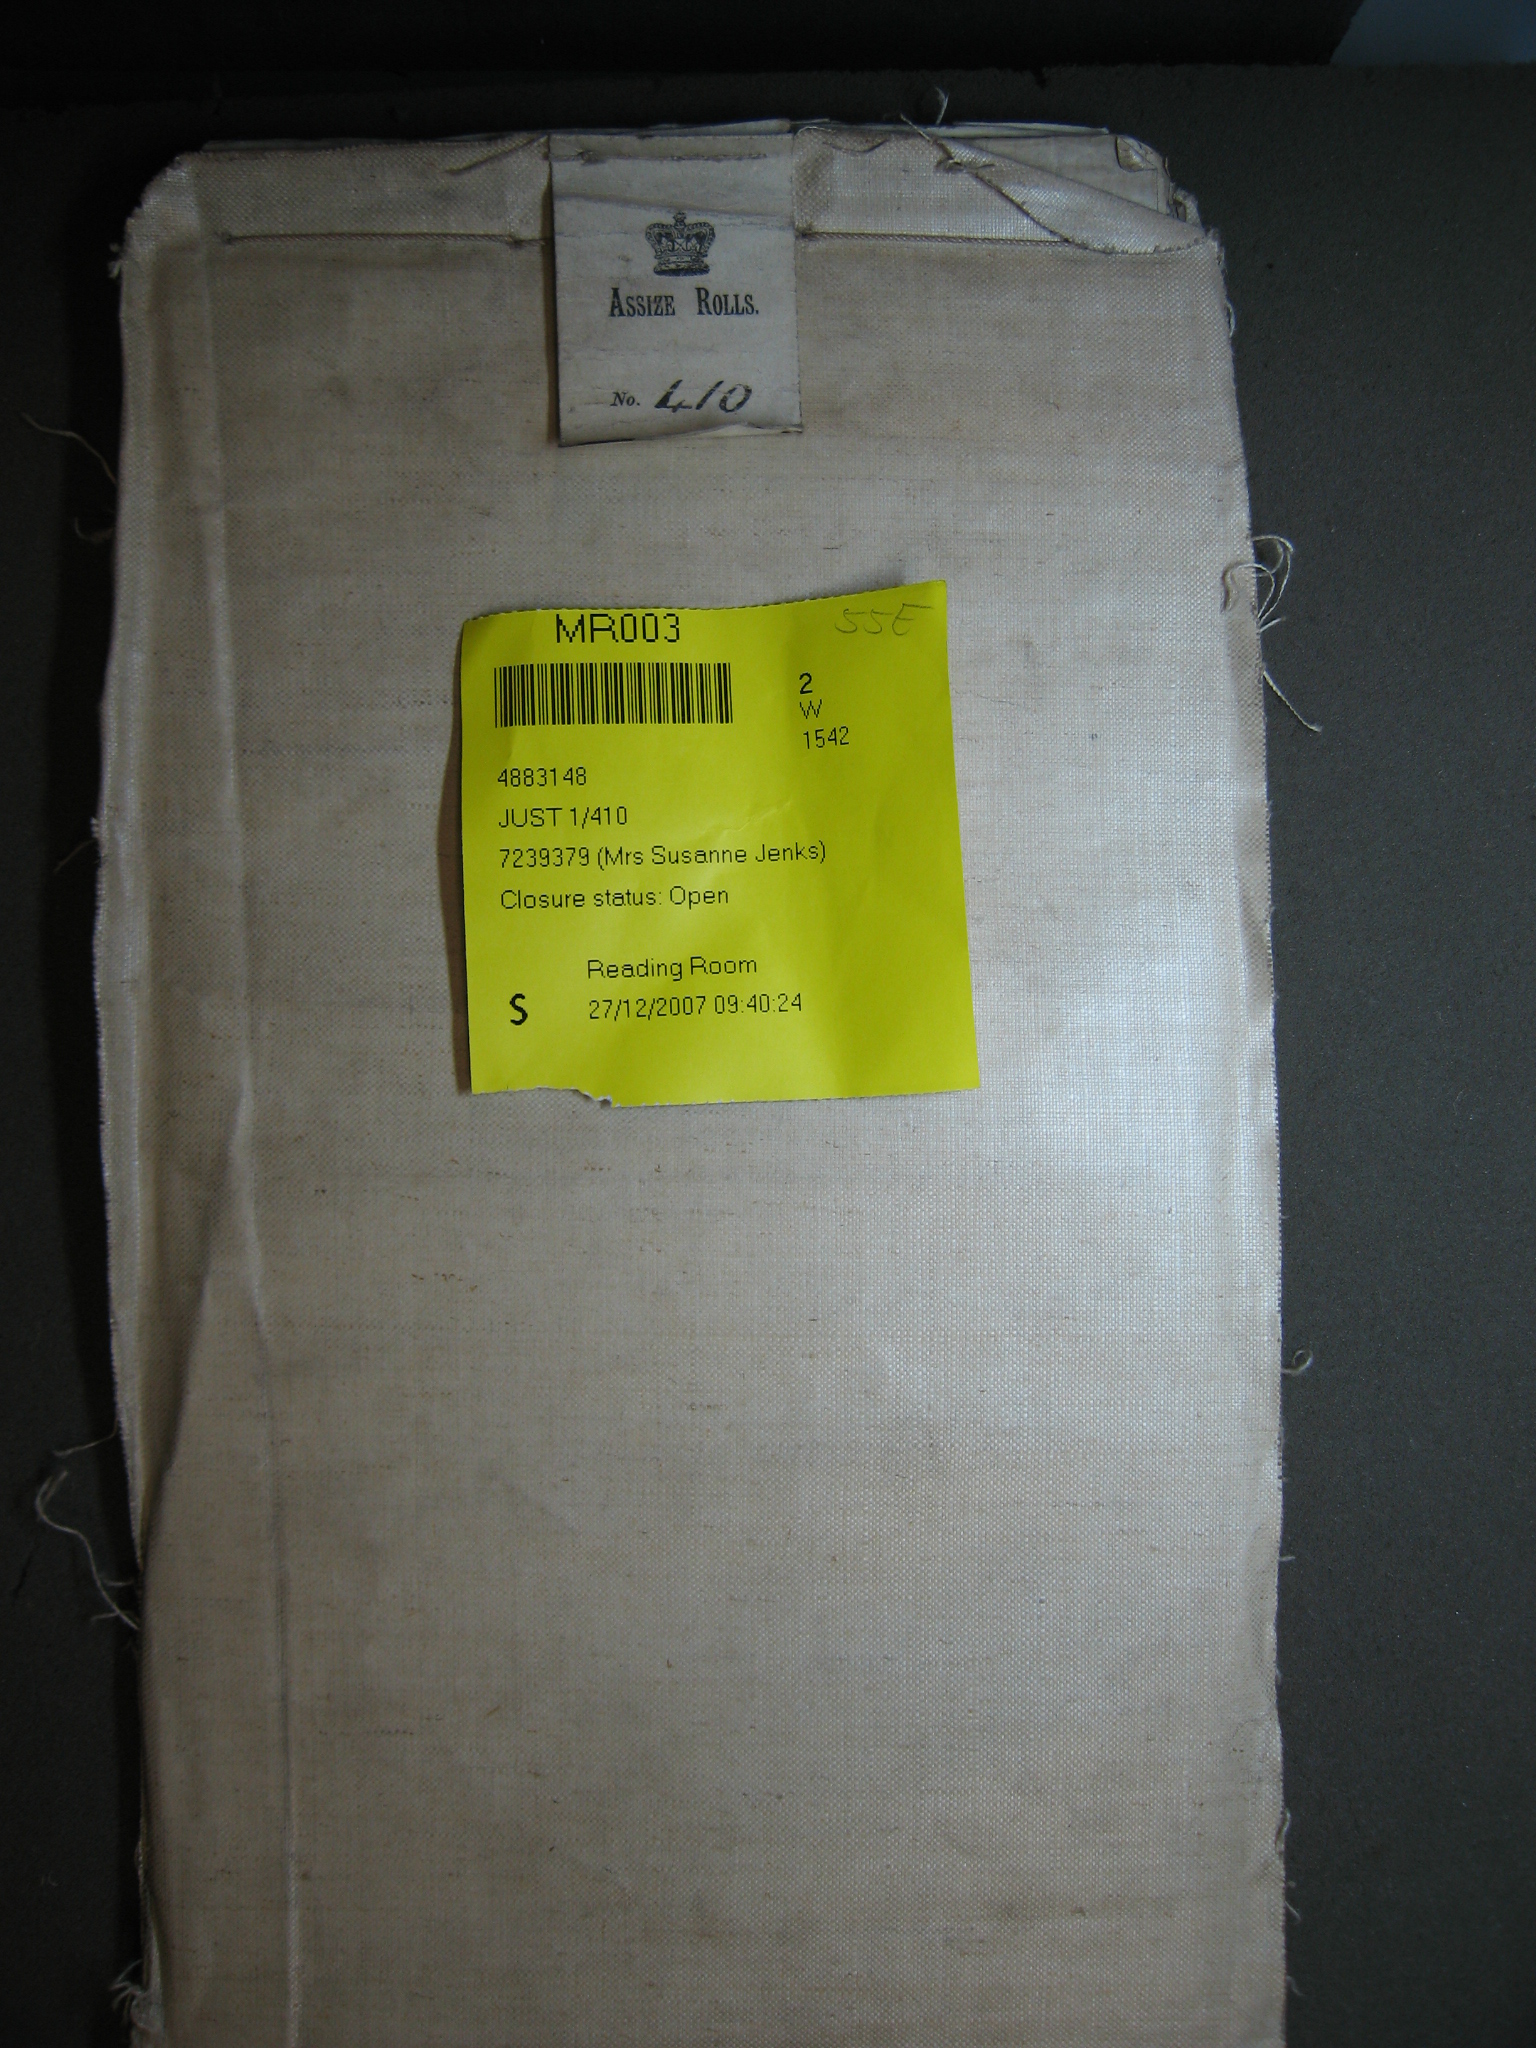 ASSIZE ROLLS.
No. 410
MR003 55E
2
W
1542
4883148
JUST 1/410
7239379 (Mrs Susanne Jenks)
Closure status: Open
Reading Room
S 27/12/2007 09:40:24